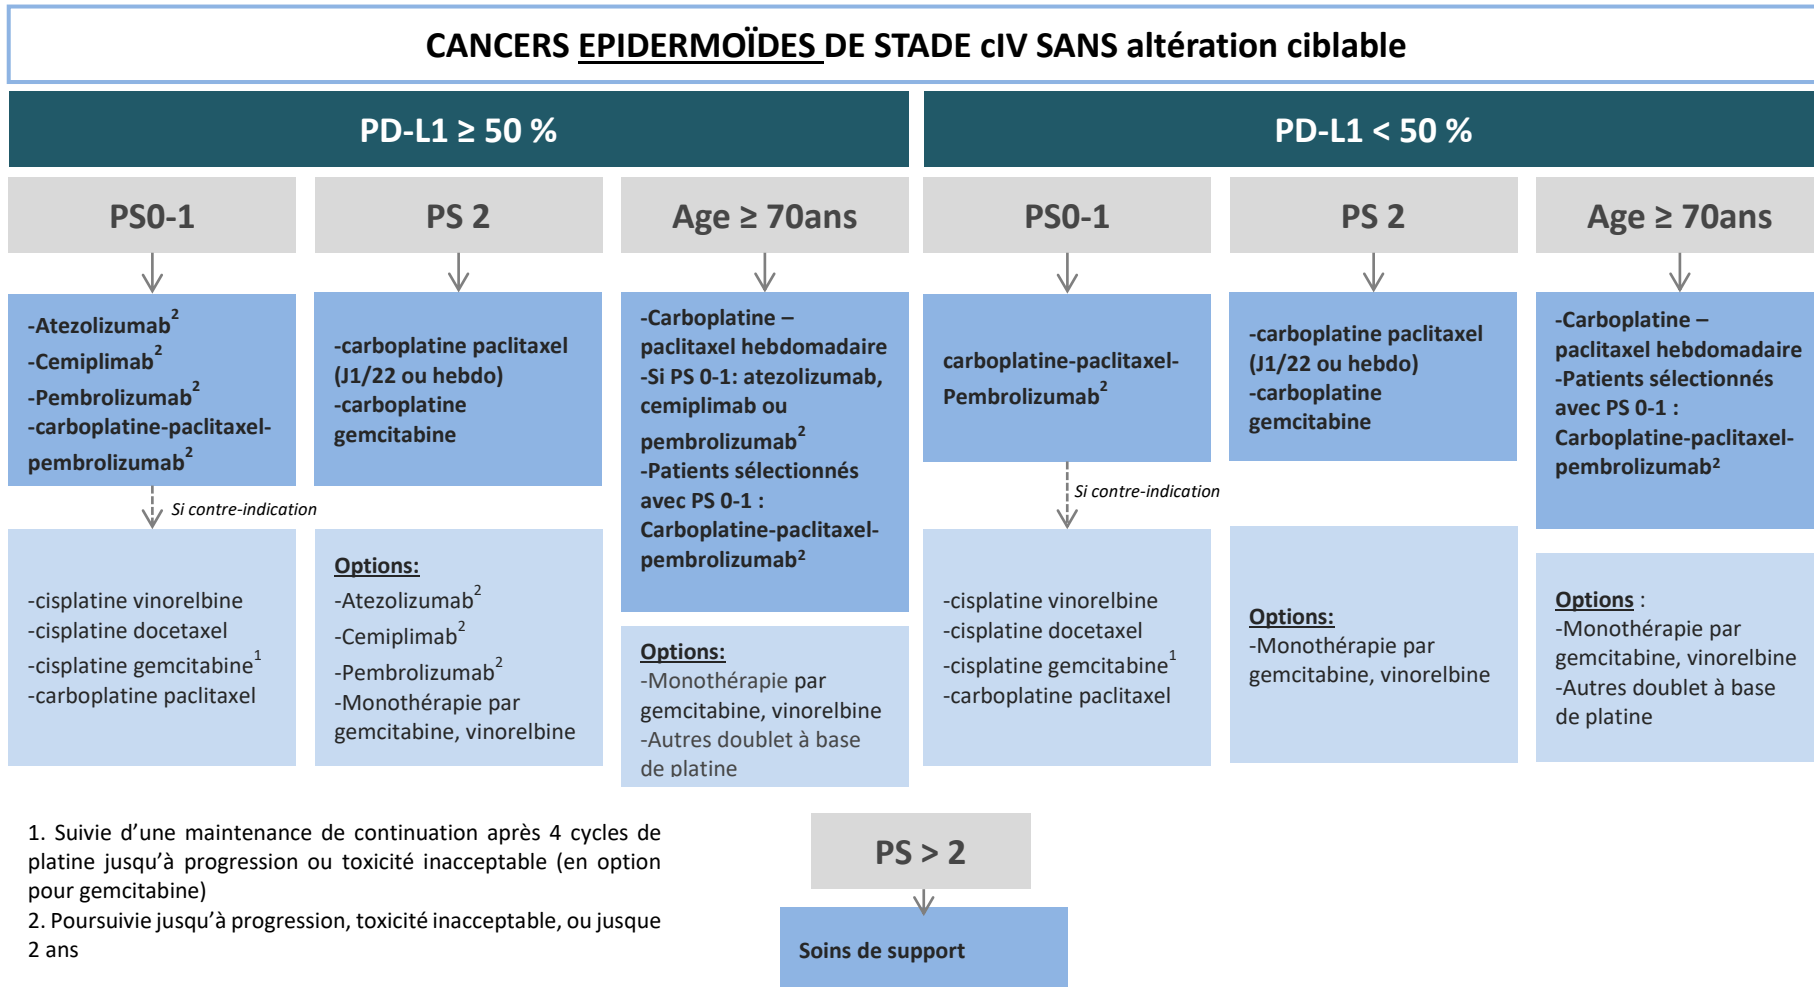 CANCERS EPIDERMOÏDES DE STADE cIV SANS altération ciblable
PD-L1 ≥ 50 %
PD-L1 < 50 %
PS0-1
PS 2
Age ≥ 70ans
PS0-1
PS 2
Age ≥ 70ans
-Atezolizumab²
-Cemiplimab²
-Pembrolizumab²
-carboplatine-paclitaxel-
pembrolizumab²
-carboplatine paclitaxel
(J1/22 ou hebdo)
-carboplatine
gemcitabine
-Carboplatine –
paclitaxel hebdomadaire
-Si PS 0-1: atezolizumab,
cemiplimab ou
pembrolizumab²
-Patients sélectionnés
avec PS 0-1 :
Carboplatine-paclitaxel-
pembrolizumab²
carboplatine-paclitaxel-
Pembrolizumab²
-carboplatine paclitaxel
(J1/22 ou hebdo)
-carboplatine
gemcitabine
-Carboplatine –
paclitaxel hebdomadaire
-Patients sélectionnés
avec PS 0-1 :
Carboplatine-paclitaxel-
pembrolizumab²
Si contre-indication
Si contre-indication
-cisplatine vinorelbine
-cisplatine docetaxel
-cisplatine gemcitabine¹
-carboplatine paclitaxel
Options:
-Atezolizumab²
-Cemiplimab²
-Pembrolizumab²
-Monothérapie par
gemcitabine, vinorelbine
Options:
-Monothérapie par
gemcitabine, vinorelbine
-Autres doublet à base
de platine
-cisplatine vinorelbine
-cisplatine docetaxel
-cisplatine gemcitabine¹
-carboplatine paclitaxel
Options:
-Monothérapie par
gemcitabine, vinorelbine
Options :
-Monothérapie par
gemcitabine, vinorelbine
-Autres doublet à base
de platine
1. Suivie d’une maintenance de continuation après 4 cycles de
platine jusqu’à progression ou toxicité inacceptable (en option
pour gemcitabine)
2. Poursuivie jusqu’à progression, toxicité inacceptable, ou jusque
2 ans
PS > 2
Soins de support